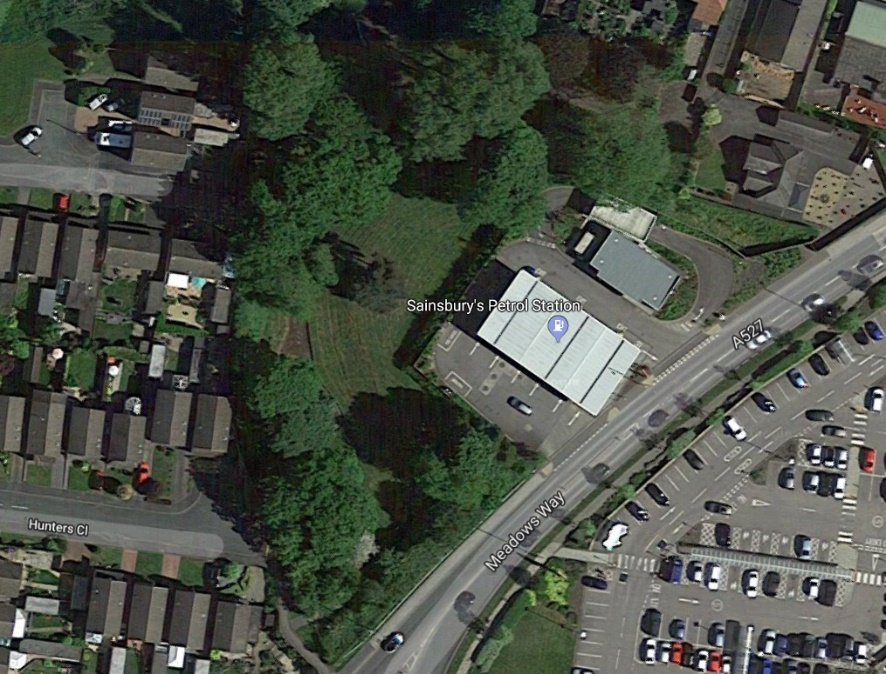 Sainsbury's Petrol Station
A527
Meadows Way
Hunters Cl